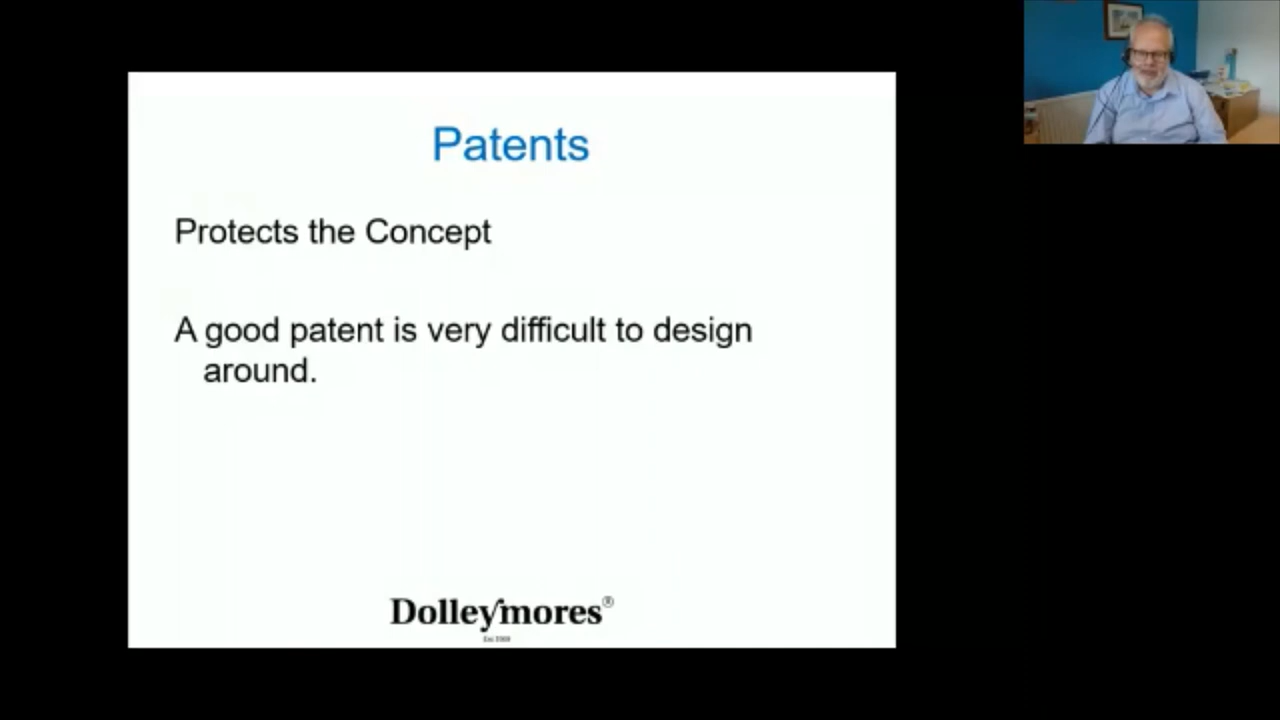 Patents
Protects the Concept
A good patent is very difficult to design
around.
Dolleymores®